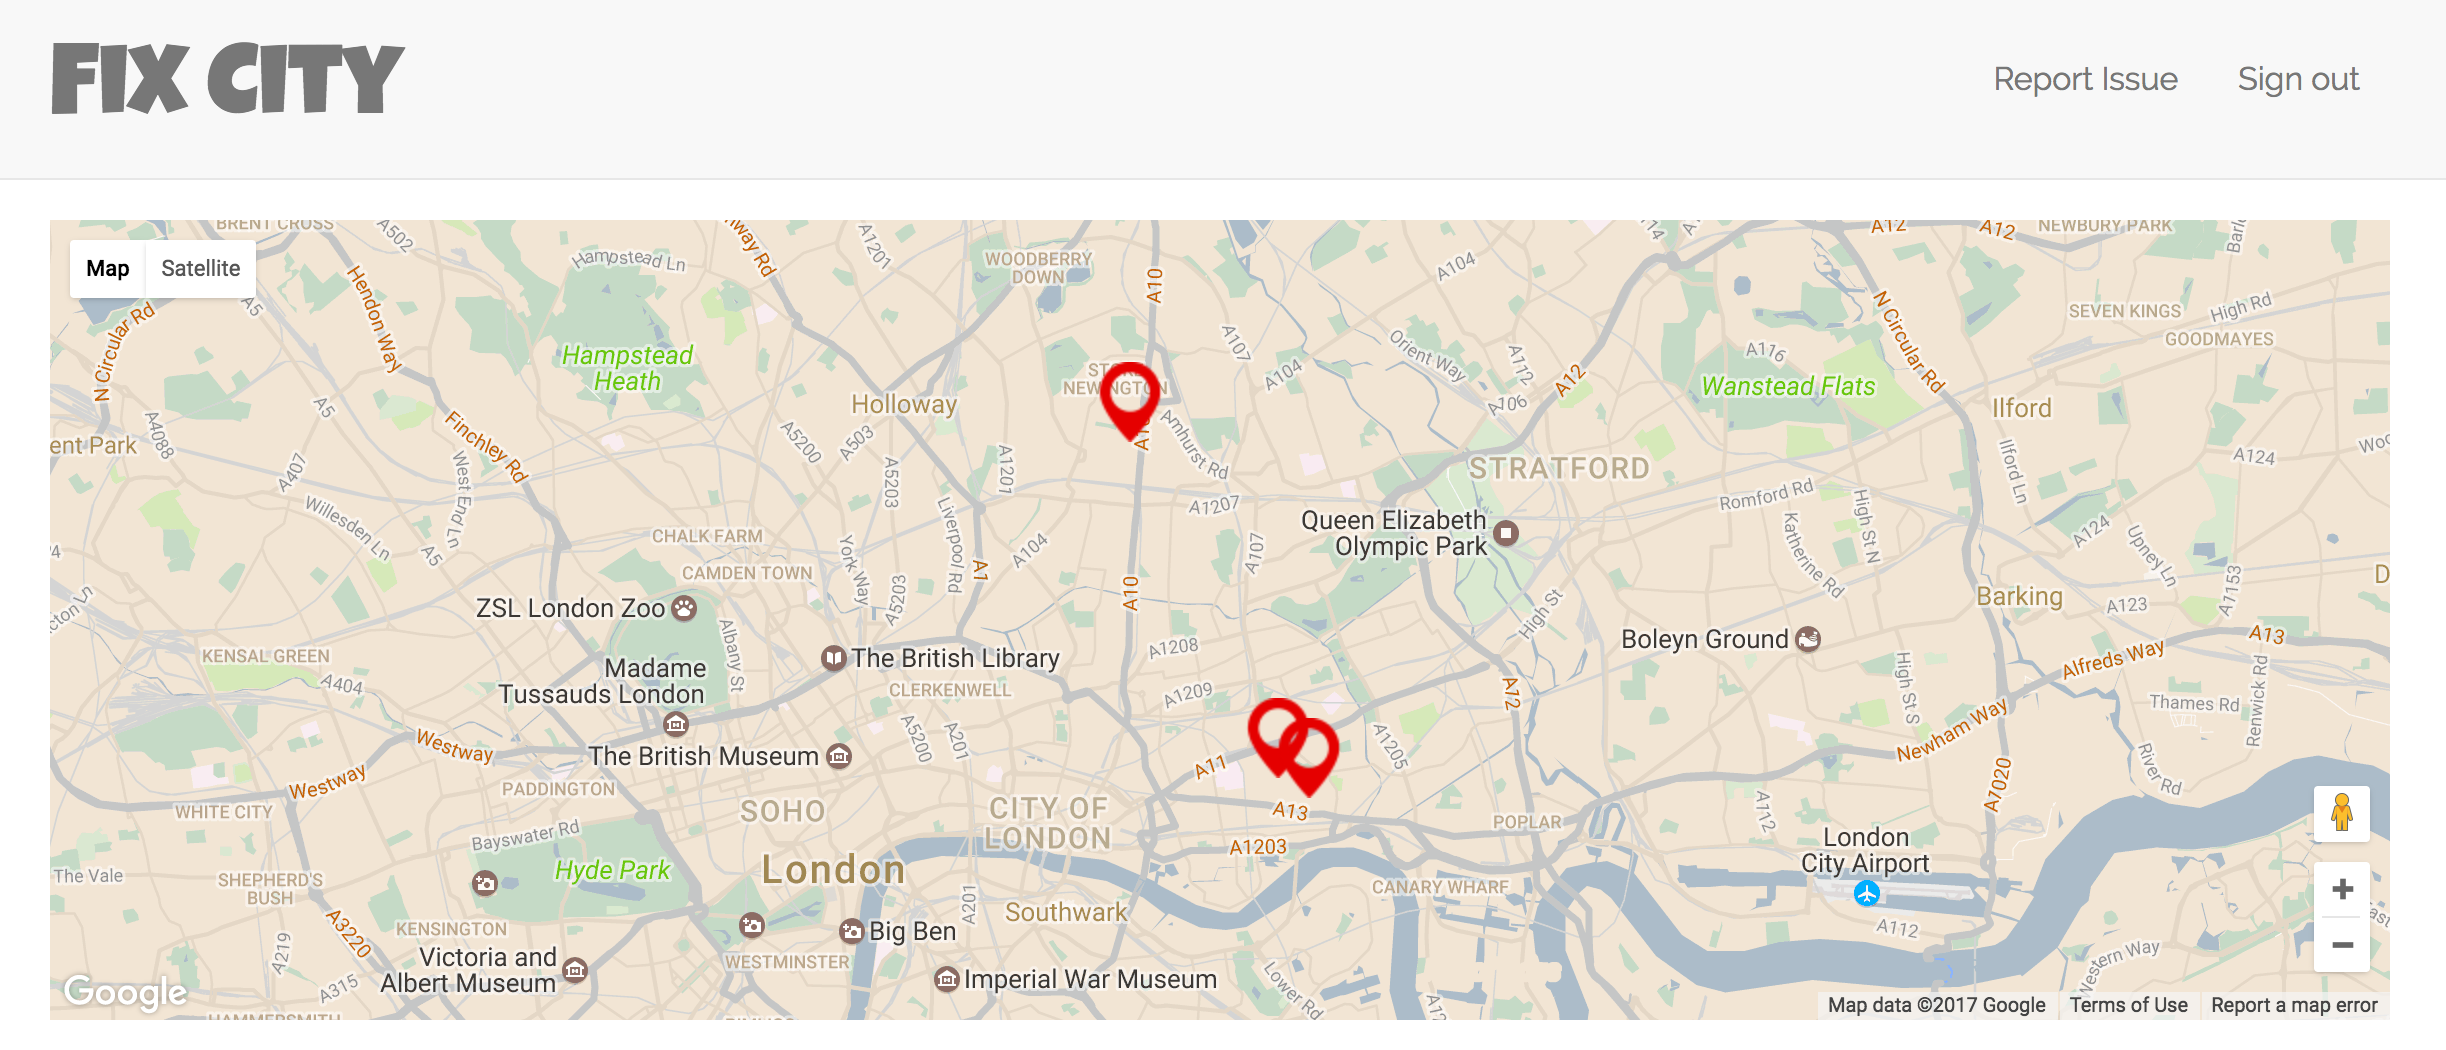 FIX CITY
Report Issue
Sign out
Map
Satellite
BRENT CROSS
A502
Hampstead Ln
A1201
WOODBERRY
DOWN
A10
A104
A12
A12
NEWBURY PARK
A5
N Circular Rd
Hendon Way
Hampstead
Heath
A107
A104
Orient Way
A112
A12
A106
A116
Wanstead Flats
N Circular Rd
SEVEN KINGS
High Rd
GOODMAYES
Ilford
Holloway
A4088
A5
Finchley Rd
A5200
A503
A5203
A1201
Amhurst Rd
STRATFORD
Romford Rd
High St N
Ilford Ln
A124
A407
West End Ln
Willesden Ln
A5
CHALK FARM
CAMDEN TOWN
York Way
Liverpool Rd
A1
A104
A1207
A107
Queen Elizabeth
Olympic Park
Katherine Rd
A124
Upney Ln
A1153
Barking
A123
A13
ZSL London Zoo
Albany St
A5203
A10
High St
Boleyn Ground
Alfreds Way
KENSAL GREEN
A404
Madame
Tussauds London
The British Library
CLERKENWELL
A1208
A1209
A12
High St S
Thames Rd
Renwick Rd
Westway
Westway
The British Museum
A5200
A201
A11
A1205
Newham Way
River Rd
A7020
PADDINGTON
WHITE CITY
SOHO
CITY OF
LONDON
A13
A1203
POPLAR
A112
London
City Airport
Bayswater Rd
Hyde Park
London
The Vale
SHEPHERD'S
BUSH
A201
CANARY WHARF
Southwark
A3220
KENSINGTON
Big Ben
A112
A219
Victoria and
Albert Museum
WESTMINSTER
Imperial War Museum
Lower Rd
Western Way
A315
Google
Map data ©2017 Google
Terms of Use
Report a map error